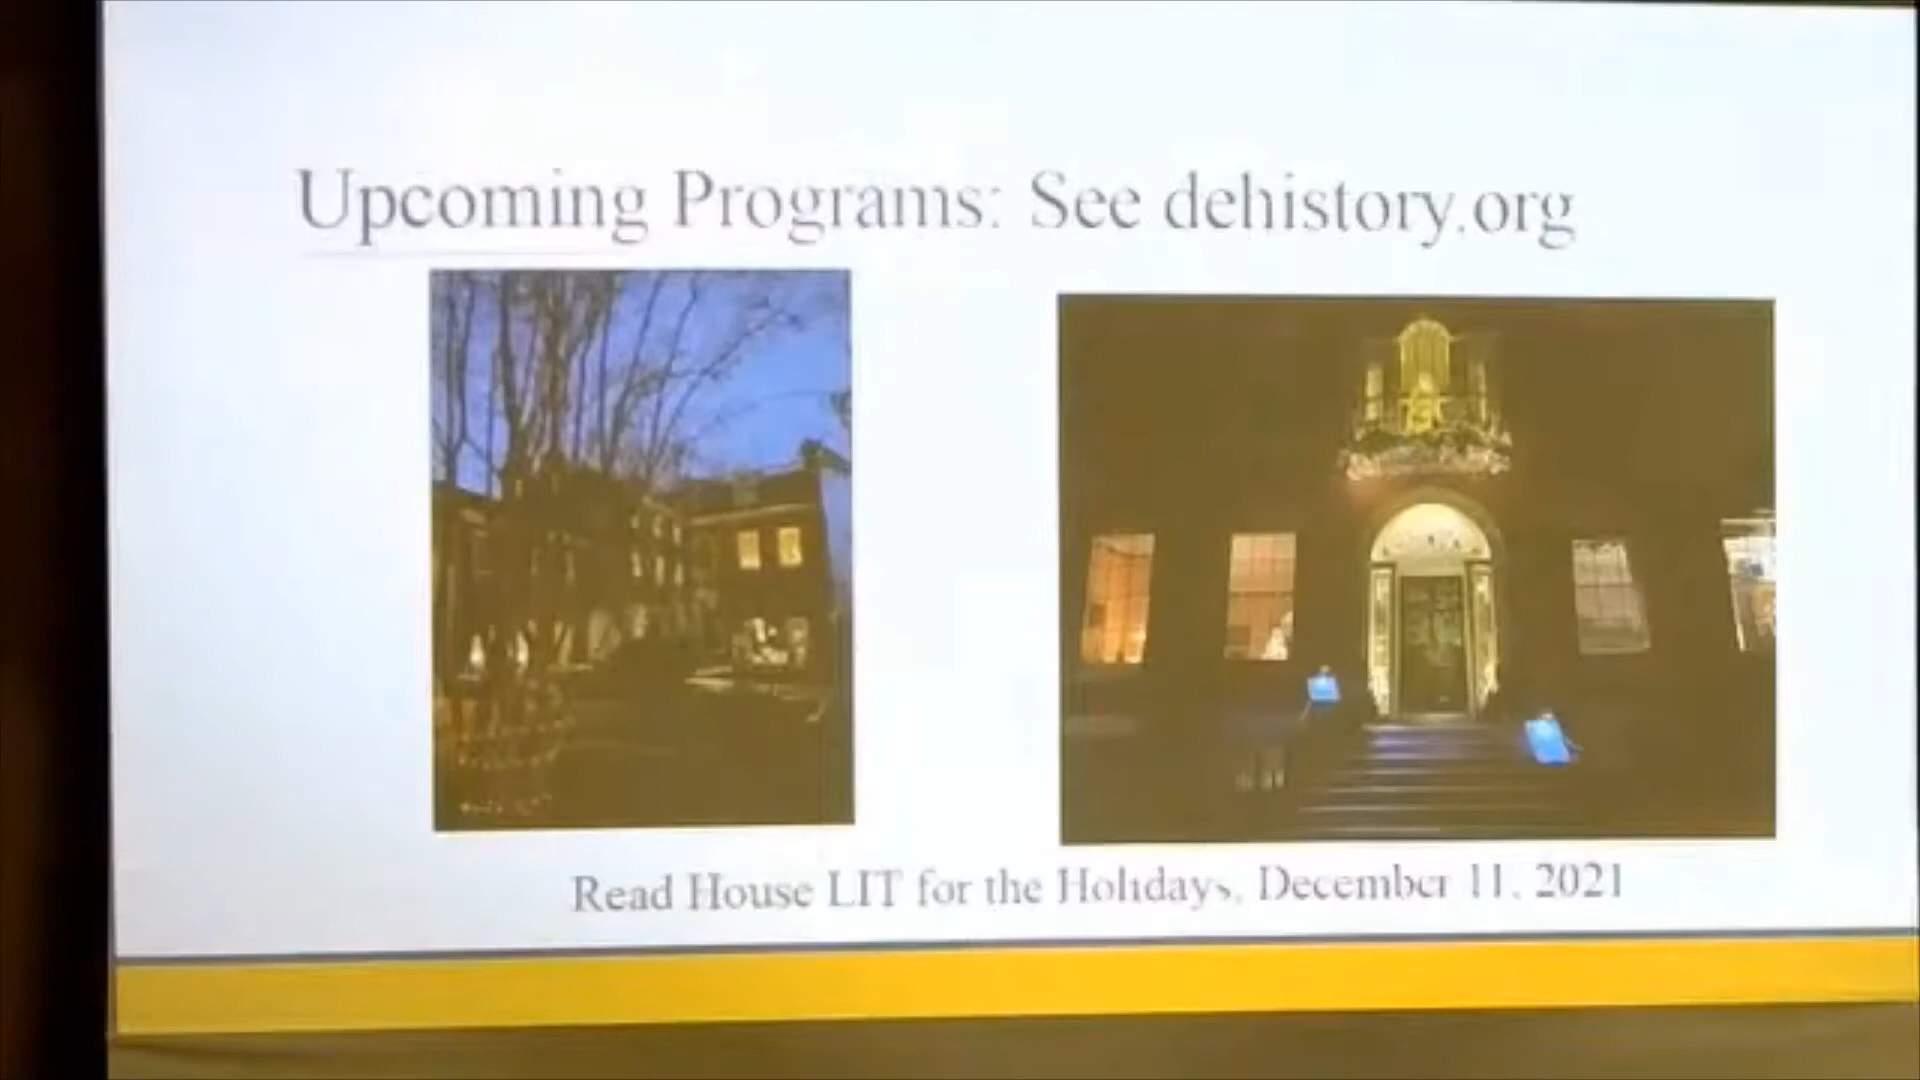 Upcoming Programs: See dehistory.org
Read House LIT for the Holidays, December 11, 2021